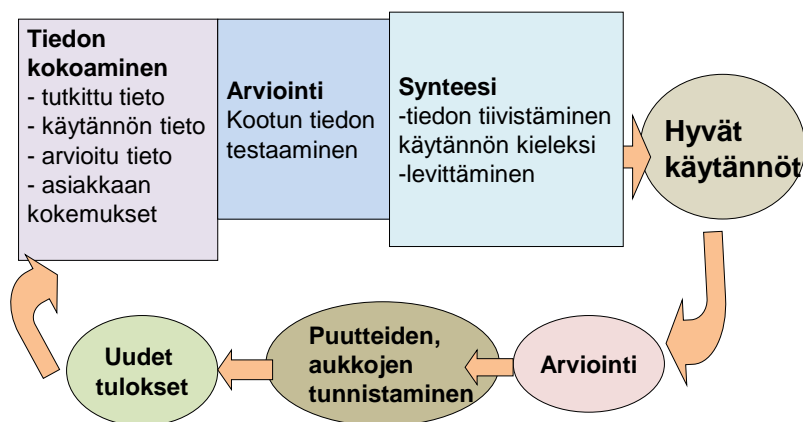 Tiedon
kokoaminen
- tutkittu tieto
- käytännön tieto
- arvioitu tieto
- asiakkaan
kokemukset
Arviointi
Kootun tiedon
testaaminen
Synteesi
-tiedon tiivistäminen
käytännön kieleksi
-levittäminen
Hyvät
käytännöt
Arviointi
Puutteiden,
aukkojen
tunnistaminen
Uudet
tulokset